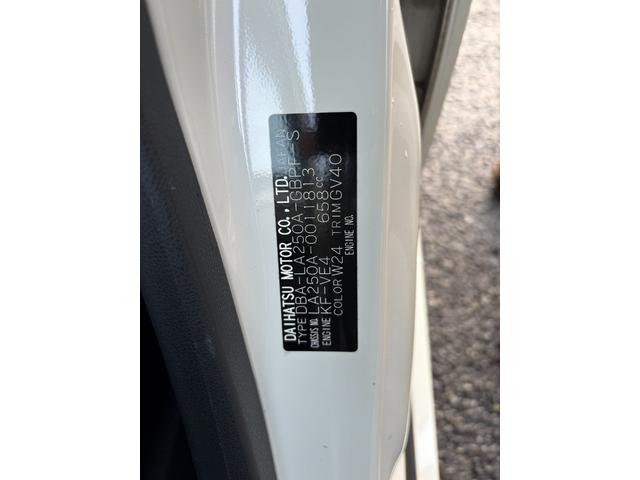 DAIHATSU MOTOR CO., LTD. JAPAN
TYPE DBA-LA250A-GBPF-S
CHASSIS NO. LA250A-0011813
ENGINE KF-VE4 658cc
COLOR W24 TRIM GV40
ENGINE NO.